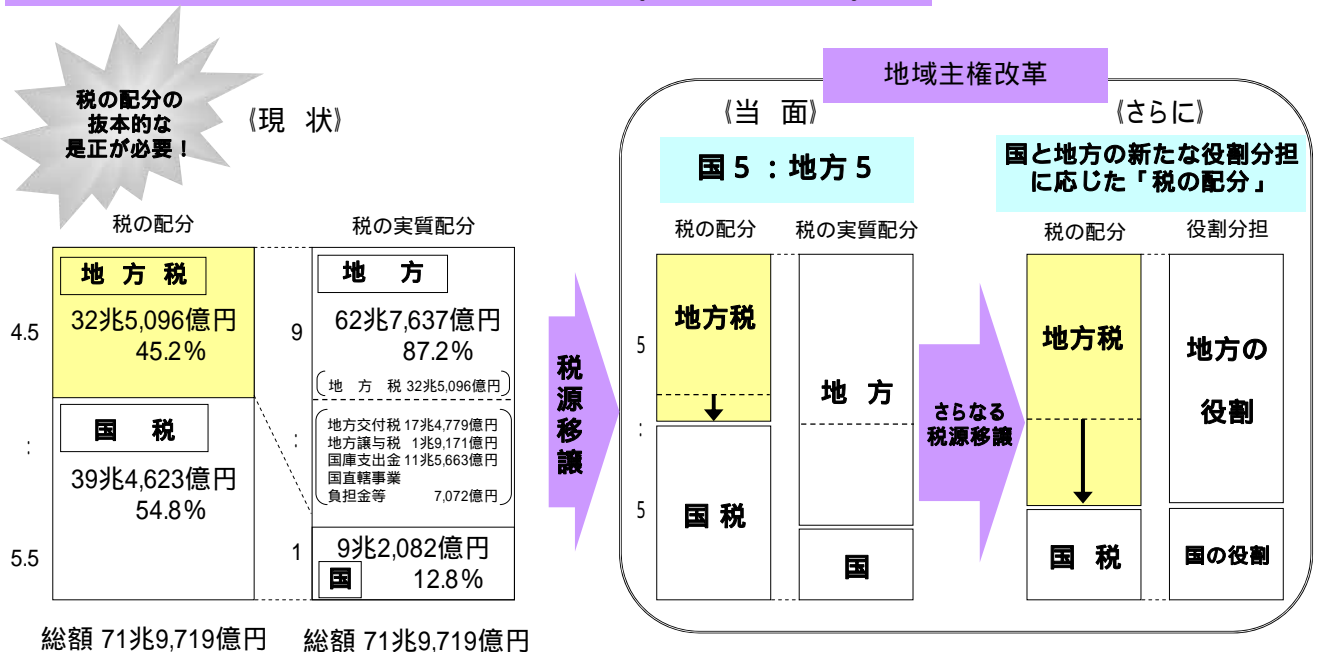 税の配分の
抜本的な
是正が必要！
《現 状》
税の配分
税の実質配分
4.5
:
5.5
地 方 税
32兆5,096億円
45.2%
国 税
39兆4,623億円
54.8%
総額 71兆9,719億円
9
:
1
地 方
62兆7,637億円
87.2%
地 方 税 32兆5,096億円
地方交付税 17兆4,779億円
地方譲与税 1兆9,171億円
国庫支出金 11兆5,663億円
国直轄事業
負担金等 7,072億円
9兆2,082億円
国 12.8%
総額 71兆9,719億円
税源移譲
地域主権改革
《当 面》
国5：地方5
税の配分
税の実質配分
5
:
5
地方税
国 税
地 方
国
さらなる
税源移譲
《さらに》
国と地方の新たな役割分担
に応じた「税の配分」
税の配分
役割分担
地方税
国 税
地方の
役割
国の役割